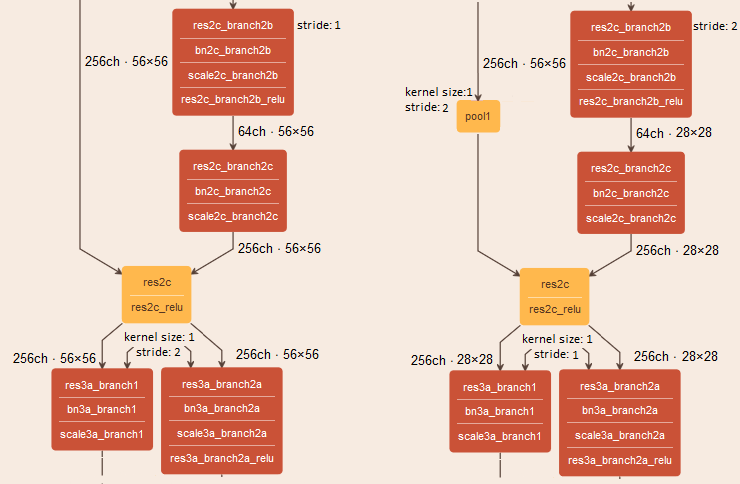 res2c_branch2b
stride: 1
bn2c_branch2b
256ch · 56×56
scale2c_branch2b
res2c_branch2b_relu
64ch · 56×56
res2c_branch2c
bn2c_branch2c
scale2c_branch2c
256ch · 56×56
res2c
res2c_relu
kernel size: 1
stride: 2
256ch · 56×56
256ch · 56×56
res3a_branch1
bn3a_branch1
scale3a_branch1
res3a_branch2a
bn3a_branch2a
scale3a_branch2a
res3a_branch2a_relu
res2c_branch2b
stride: 2
bn2c_branch2b
256ch · 56×56
scale2c_branch2b
res2c_branch2b_relu
kernel size:1
stride: 2
pool1
64ch · 28×28
res2c_branch2c
bn2c_branch2c
scale2c_branch2c
256ch · 28×28
res2c
res2c_relu
kernel size: 1
stride: 1
256ch · 28×28
256ch · 28×28
res3a_branch1
bn3a_branch1
scale3a_branch1
res3a_branch2a
bn3a_branch2a
scale3a_branch2a
res3a_branch2a_relu